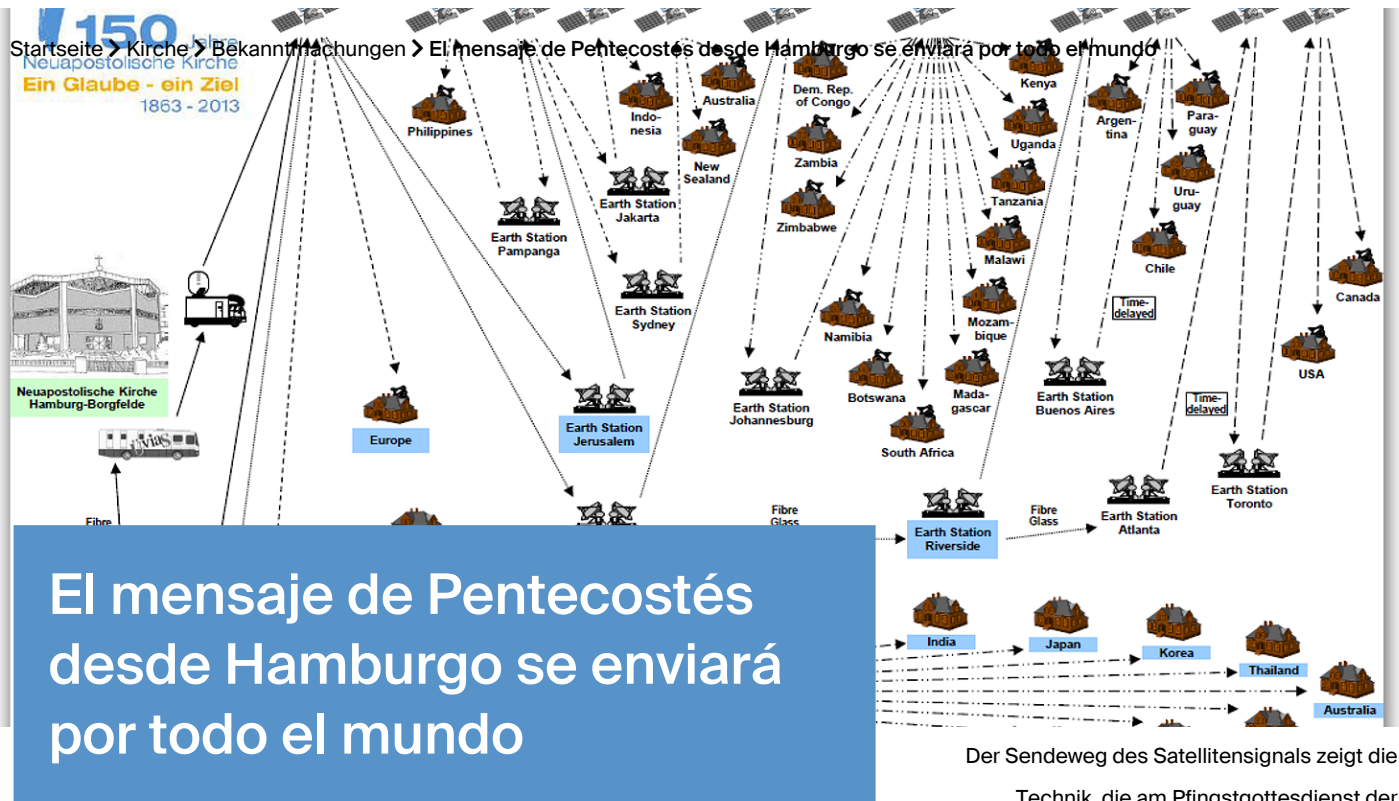 150 Jahre
Neuapostolische Kirche
Ein Glaube - ein Ziel
1863 - 2013
Startseite > Kirche > Bekanntmachungen > El mensaje de Pentecostés desde Hamburgo se enviará por todo el mundo
Philippines
Indo-
nesia
Australia
New
Sealand
Dem. Rep.
of Congo
Zambia
Zimbabwe
Kenya
Uganda
Tanzania
Malawi
Mozam-
bique
Mada-
gascar
Namibia
Botswana
South Africa
Argen-
tina
Para-
guay
Uru-
guay
Chile
Canada
USA
Earth Station
Pampanga
Earth Station
Jakarta
Earth Station
Sydney
Earth Station
Jerusalem
Earth Station
Johannesburg
Earth Station
Buenos Aires
Time-
delayed
Time-
delayed
Earth Station
Toronto
Earth Station
Atlanta
Fibre
Glass
Earth Station
Riverside
Fibre
Glass
Neuapostolische Kirche
Hamburg-Borgfelde
Europe
Fibre
India
Japan
Korea
Thailand
Australia
El mensaje de Pentecostés
desde Hamburgo se enviará
por todo el mundo
Der Sendeweg des Satellitensignals zeigt die
Technik, die am Pfingstgottesdienst der